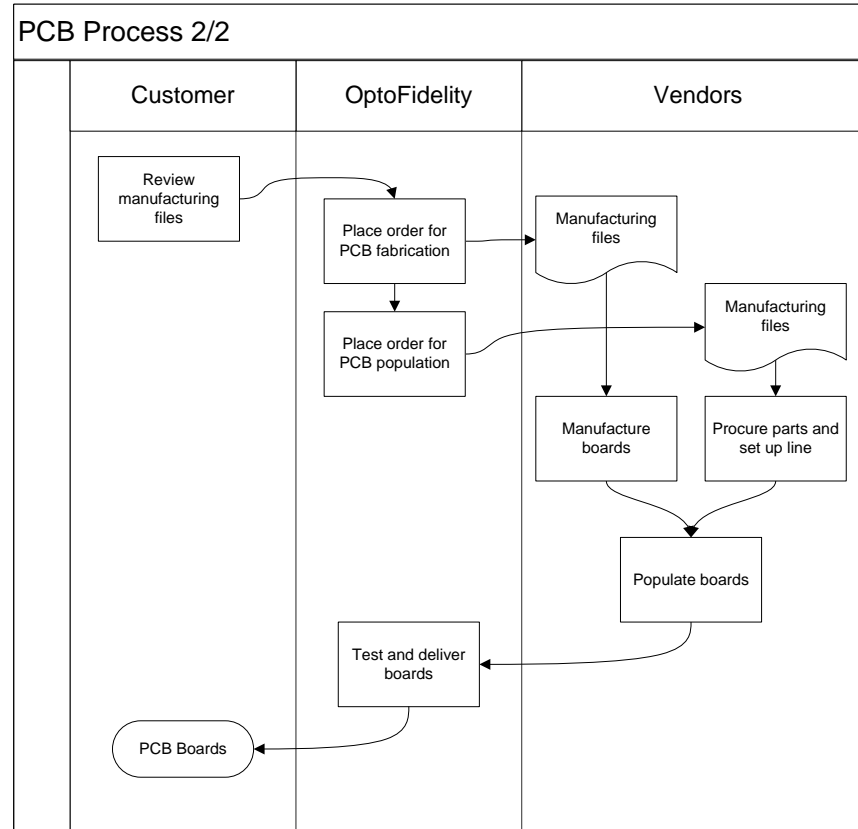 PCB Process 2/2
Customer
OptoFidelity
Vendors
Review
manufacturing
files
Place order for
PCB fabrication
Manufacturing
files
Place order for
PCB population
Manufacturing
files
Manufacture
boards
Procure parts and
set up line
Populate boards
Test and deliver
boards
PCB Boards